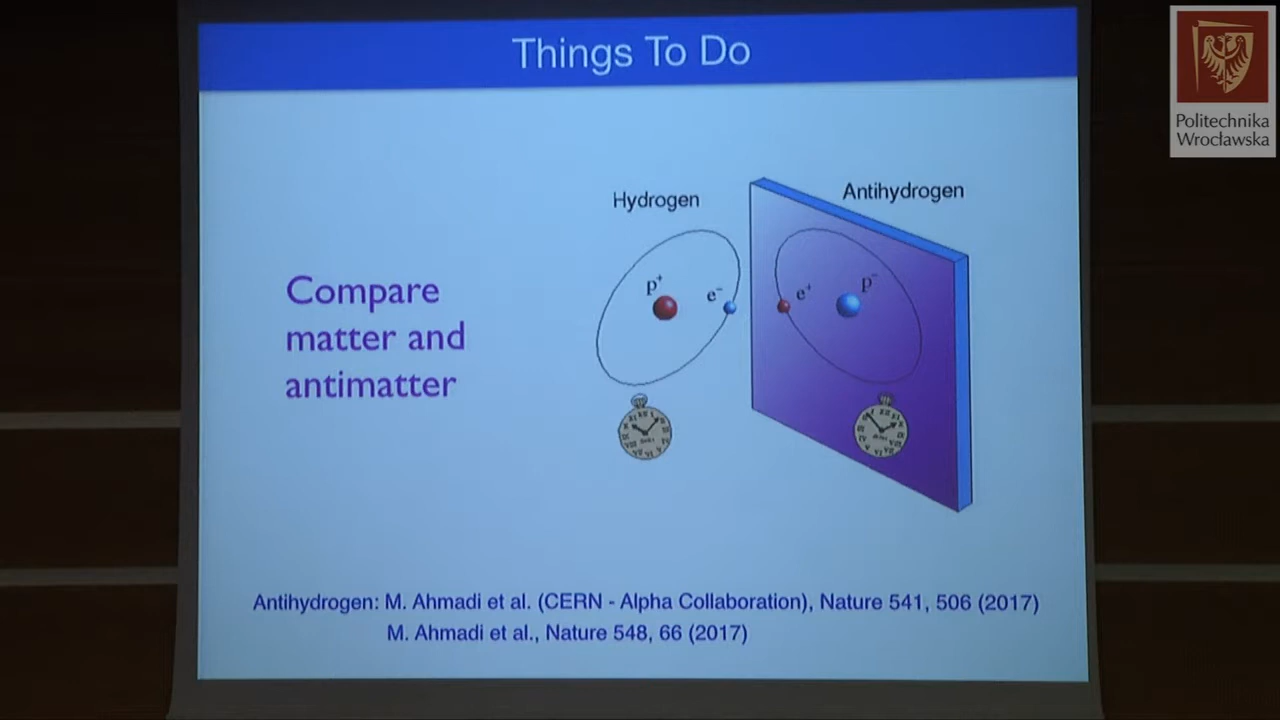 Things To Do
Politechnika
Wrocławska
Hydrogen
Antihydrogen
p⁺
e⁻
e⁺
p⁻
Compare
matter and
antimatter
Antihydrogen: M. Ahmadi et al. (CERN - Alpha Collaboration), Nature 541, 506 (2017)
M. Ahmadi et al., Nature 548, 66 (2017)